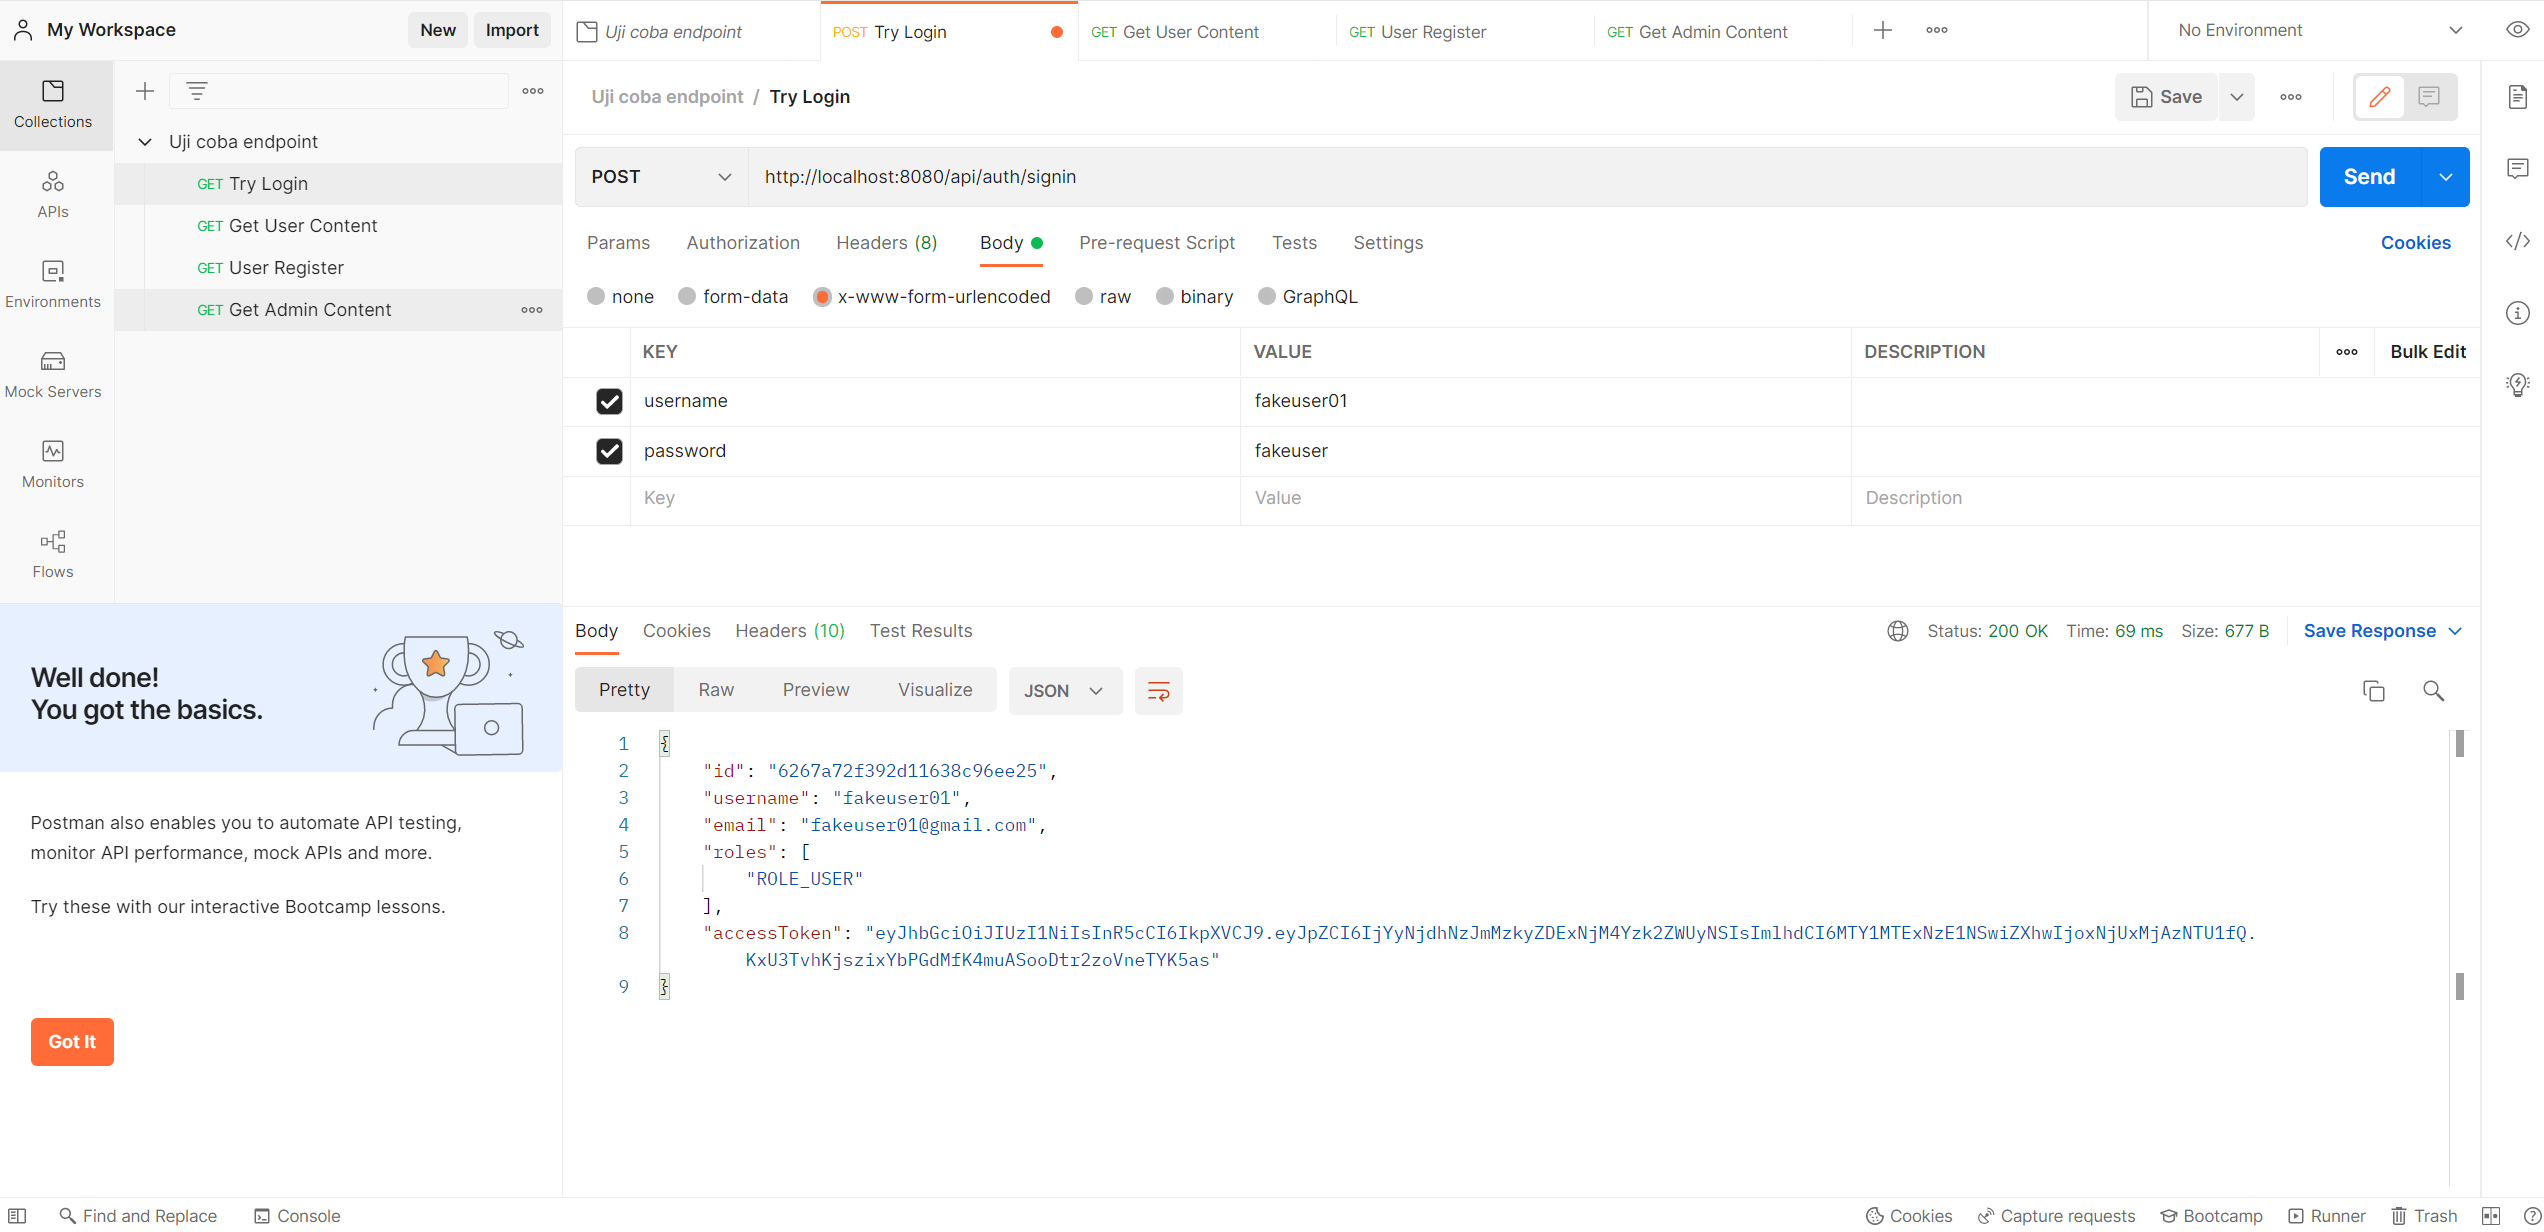 My Workspace
New
Import
Uji coba endpoint
POST Try Login
GET Get User Content
GET User Register
GET Get Admin Content
No Environment
Collections
APIs
Environments
Mock Servers
Monitors
Flows
Uji coba endpoint
GET Try Login
GET Get User Content
GET User Register
GET Get Admin Content
Well done!
You got the basics.
Postman also enables you to automate API testing,
monitor API performance, mock APIs and more.
Try these with our interactive Bootcamp lessons.
Got It
Uji coba endpoint / Try Login
Save
POST
http://localhost:8080/api/auth/signin
Send
Params Authorization Headers (8) Body Pre-request Script Tests Settings
Cookies
none form-data x-www-form-urlencoded raw binary GraphQL
KEY VALUE DESCRIPTION Bulk Edit
username fakeuser01
password fakeuser
Key Value Description
Body Cookies Headers (10) Test Results
Status: 200 OK Time: 69 ms Size: 677 B Save Response
Pretty Raw Preview Visualize JSON
1 {
2 "id": "6267a72f392d11638c96ee25",
3 "username": "fakeuser01",
4 "email": "fakeuser01@gmail.com",
5 "roles": [
6 "ROLE_USER"
7 ],
8 "accessToken": "eyJhbGciOiJIUzI1NiIsInR5cCI6IkpXVCJ9.eyJpZCI6IjYyNjdhNzJmMzkyZDExNjM4Yzk2ZWUyNSIsImlhdCI6MTY1MTExNzE1NSwiZXhwIjoxNjUxMjAzNTU1fQ.
KxU3TvhKjszixYbPGdMfK4muASooDtr2zoVneTYK5as"
9 }
Find and Replace Console
Cookies Capture requests Bootcamp Runner Trash